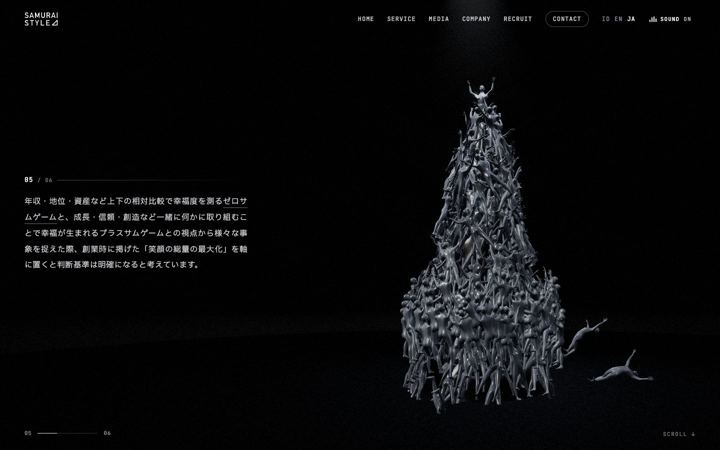 SAMURAI
STYLE
HOME SERVICE MEDIA COMPANY RECRUIT CONTACT ID EN JA SOUND ON
05 / 06
年収・地位・資産など上下の相対比較で幸福度を測るゼロサ
ムゲームと、成長・信頼・創造など一緒に何かに取り組むこ
とで幸福が生まれるプラスサムゲームとの視点から様々な事
象を捉えた際、創業時に掲げた「笑顔の総量の最大化」を軸
に置くと判断基準は明確になると考えています。
05 06
SCROLL ↓